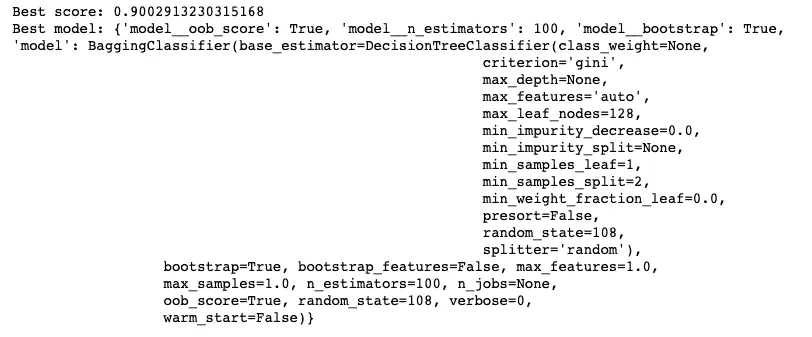 Best score: 0.9002913230315168
Best model: {'model__oob_score': True, 'model__n_estimators': 100, 'model__bootstrap': True,
'model': BaggingClassifier(base_estimator=DecisionTreeClassifier(class_weight=None,
criterion='gini',
max_depth=None,
max_features='auto',
max_leaf_nodes=128,
min_impurity_decrease=0.0,
min_impurity_split=None,
min_samples_leaf=1,
min_samples_split=2,
min_weight_fraction_leaf=0.0,
presort=False,
random_state=108,
splitter='random'),
bootstrap=True, bootstrap_features=False, max_features=1.0,
max_samples=1.0, n_estimators=100, n_jobs=None,
oob_score=True, random_state=108, verbose=0,
warm_start=False)}